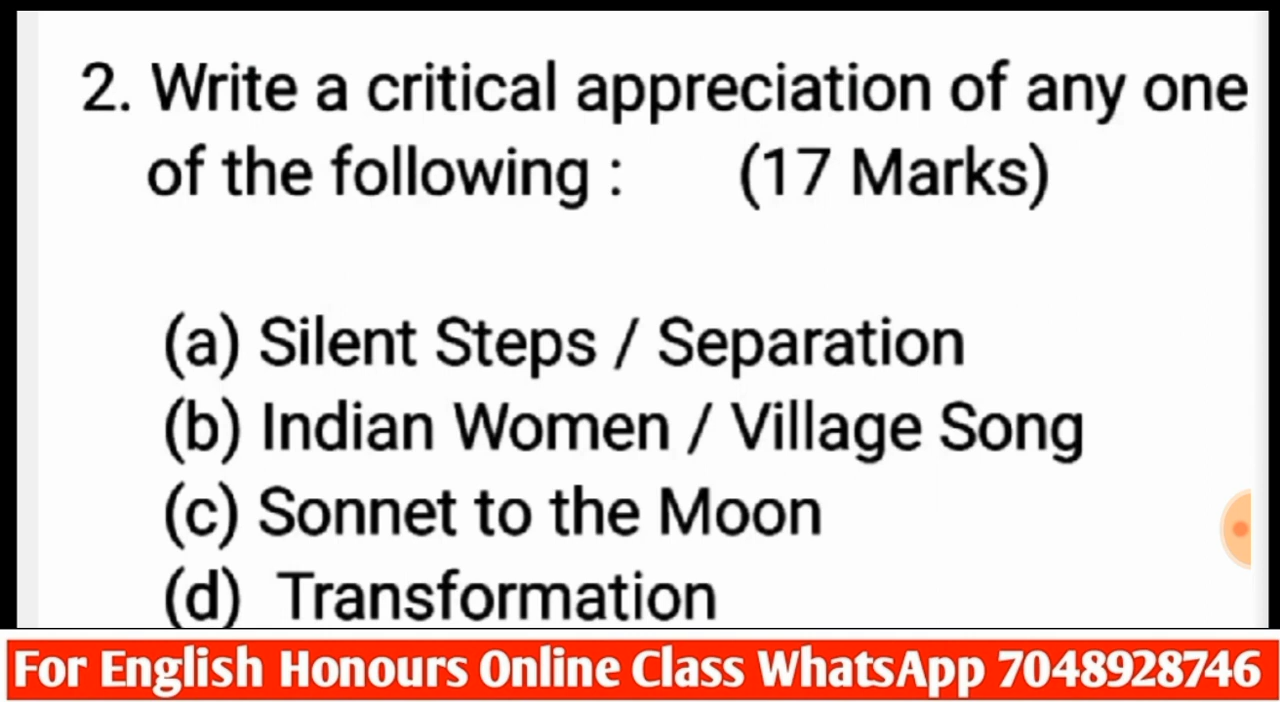 2. Write a critical appreciation of any one
of the following : (17 Marks)
(a) Silent Steps / Separation
(b) Indian Women / Village Song
(c) Sonnet to the Moon
(d) Transformation
For English Honours Online Class WhatsApp 7048928746